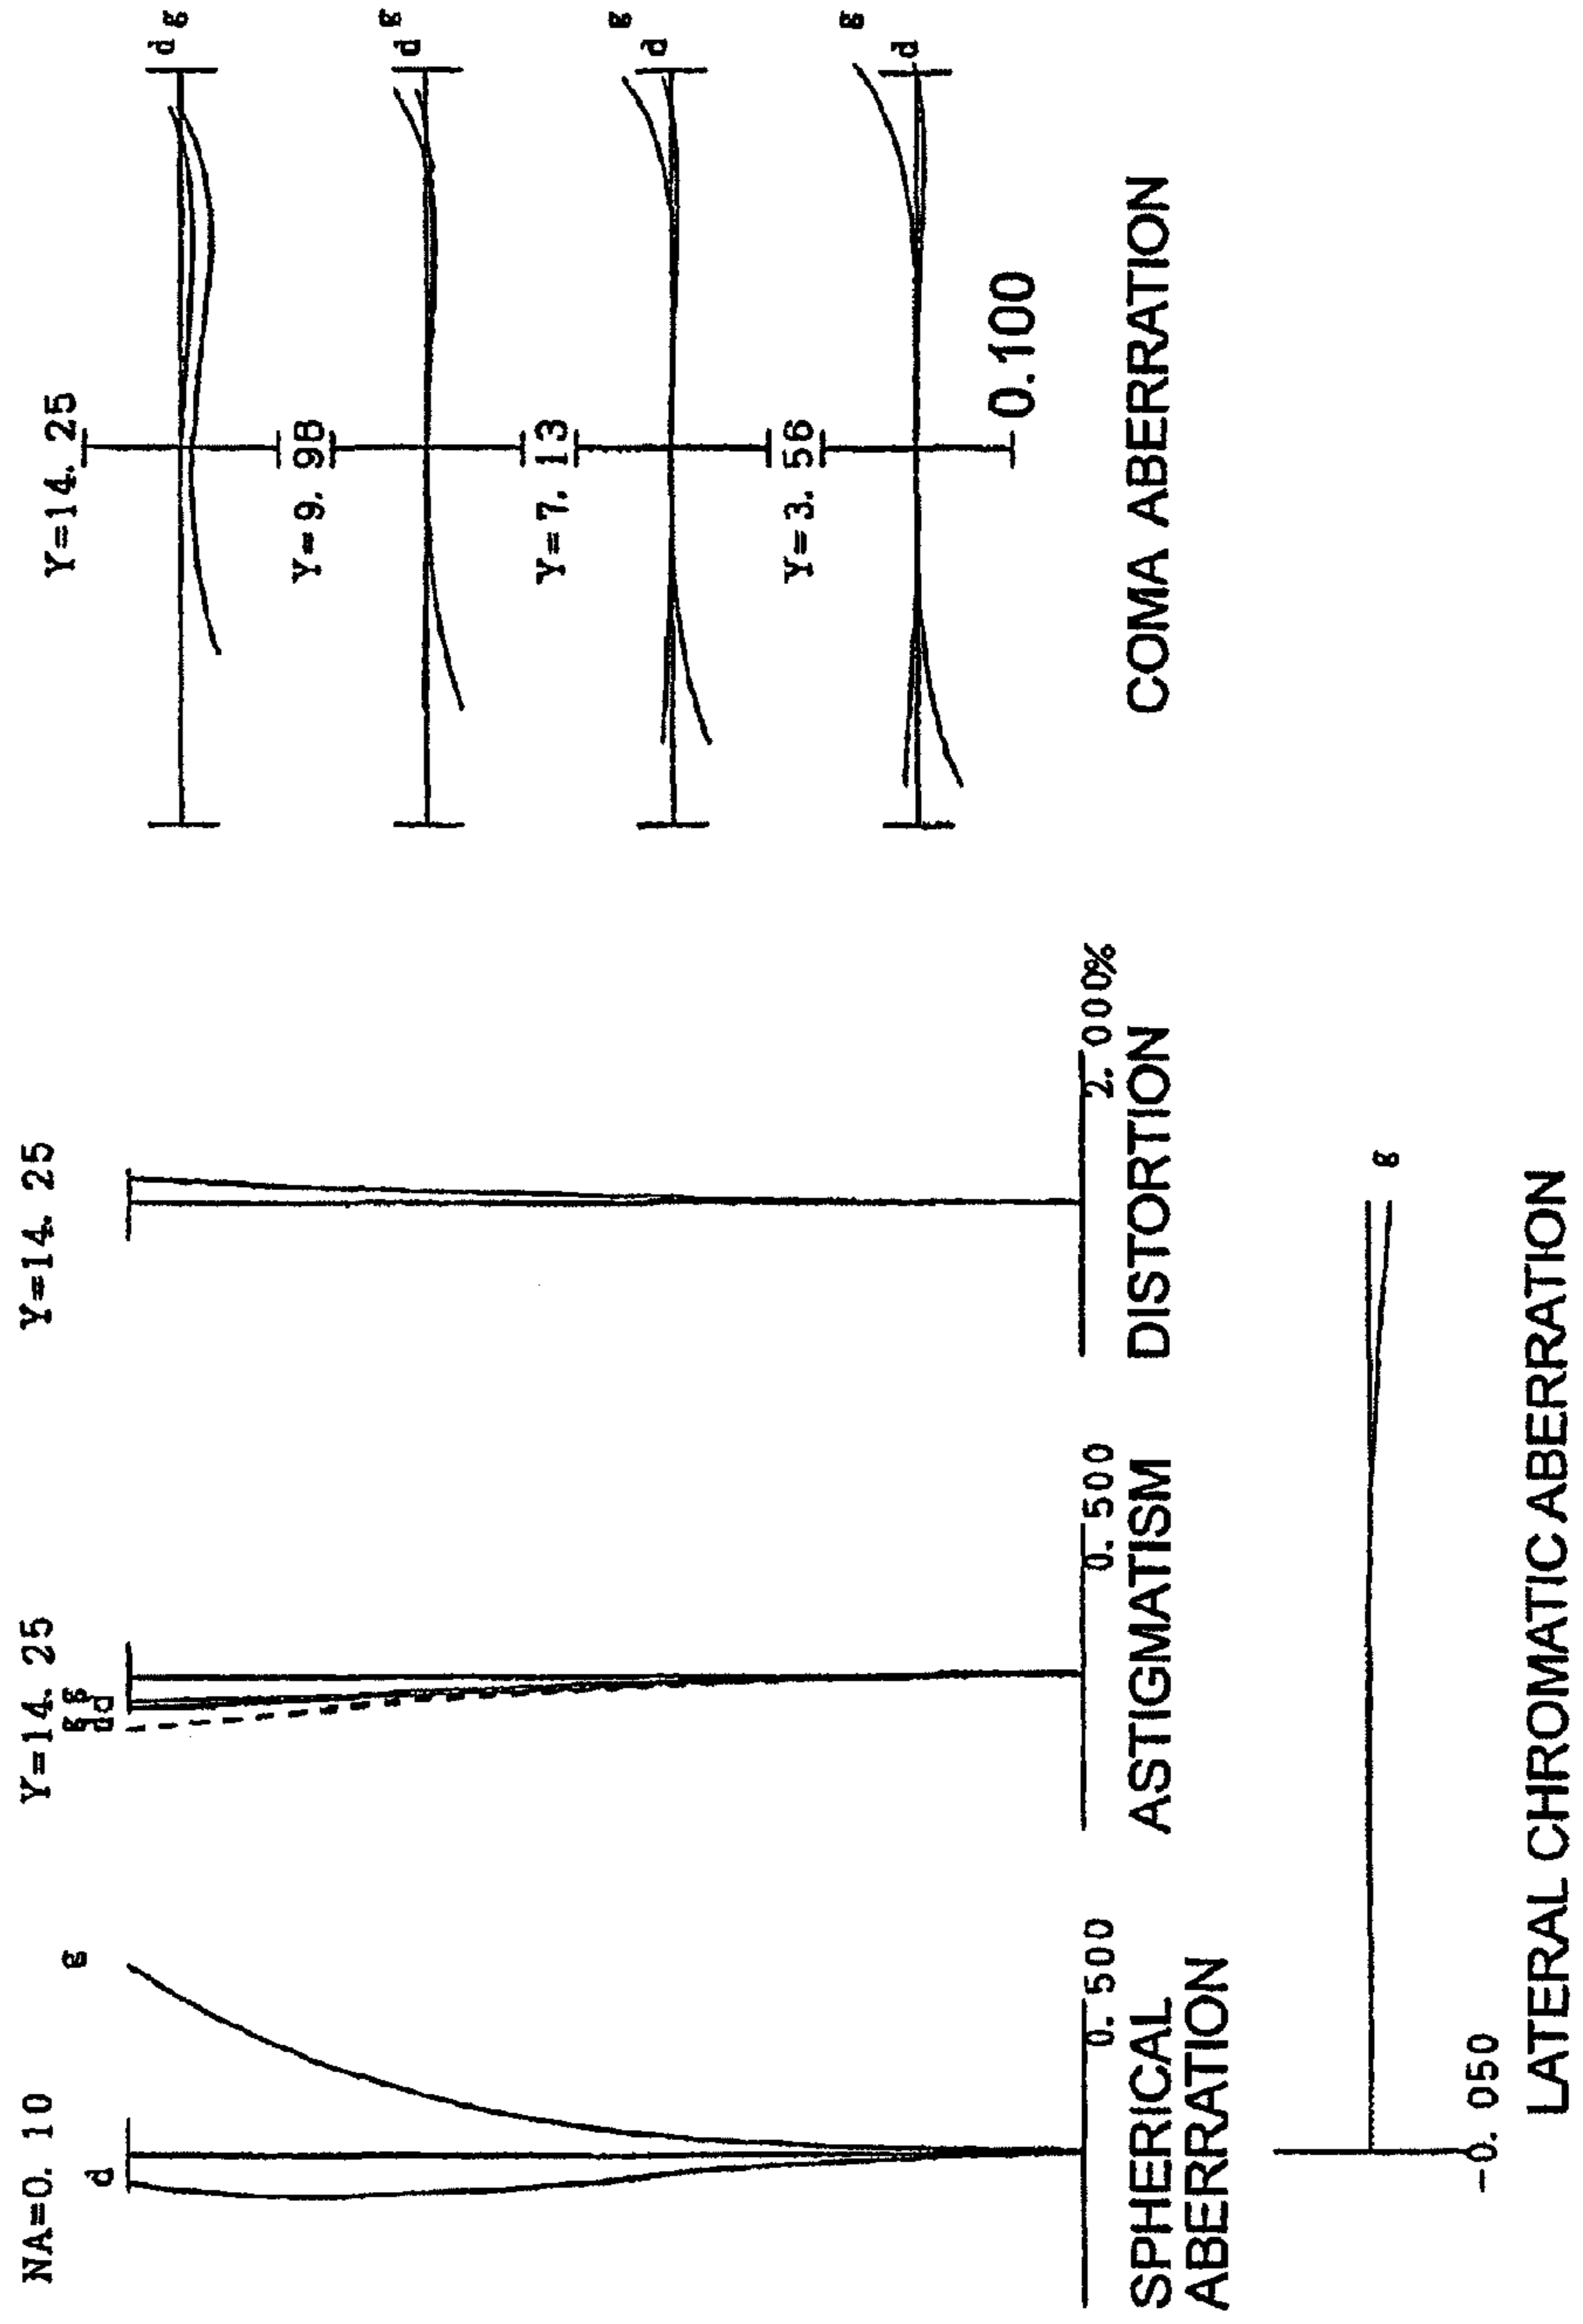 NA=0.10
d
g
0.500
SPHERICAL
ABERRATION
Y=14.25
g g
d d
0.500
ASTIGMATISM
Y=14.25
2.000%
DISTORTION
Y=14.25
d g
Y=9.98
d g
Y=7.13
d g
Y=3.56
d g
0.100
COMA ABERRATION
g
-0.050
LATERAL CHROMATIC ABERRATION